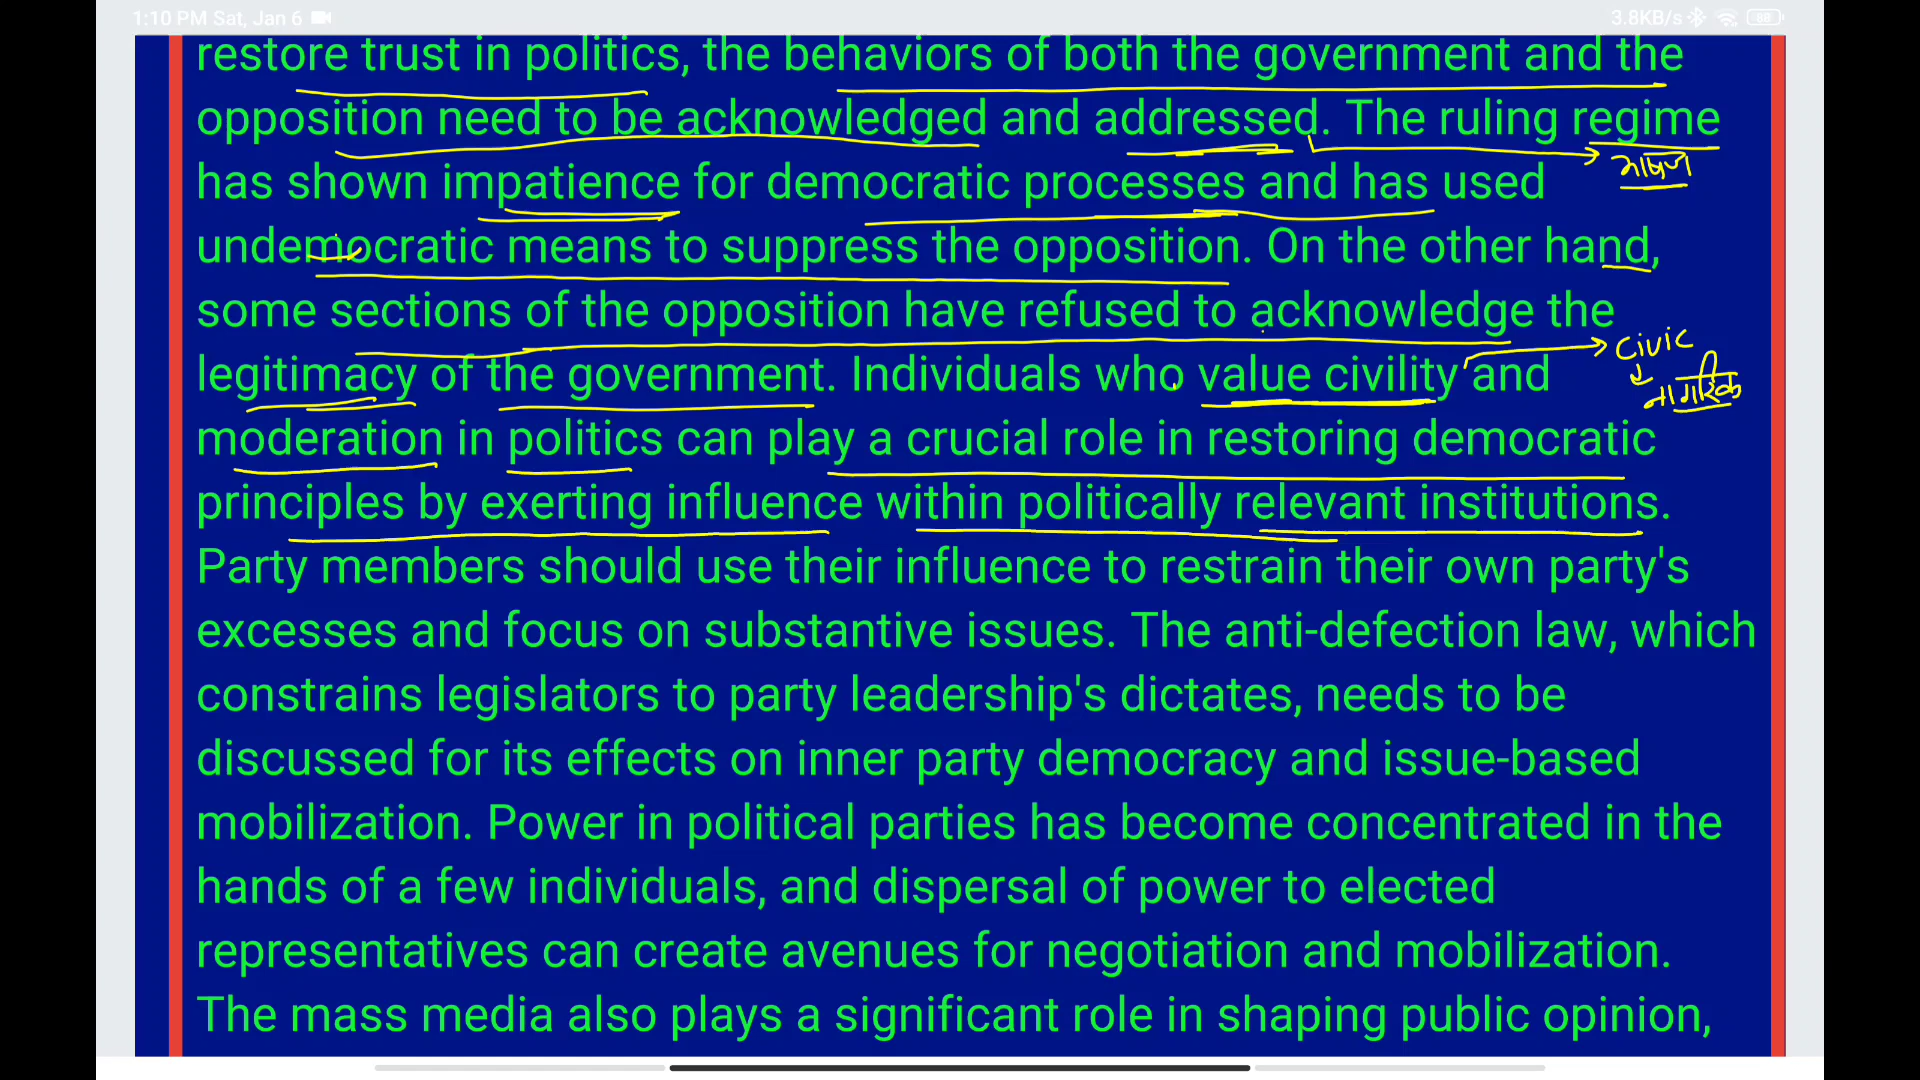 1:10 PM Sat, Jan 6
3.8KB/s
68
restore trust in politics, the behaviors of both the government and the
opposition need to be acknowledged and addressed. The ruling regime
has shown impatience for democratic processes and has used
undemocratic means to suppress the opposition. On the other hand,
some sections of the opposition have refused to acknowledge the
civic
legitimacy of the government. Individuals who value civility and
moderation in politics can play a crucial role in restoring democratic
principles by exerting influence within politically relevant institutions.
Party members should use their influence to restrain their own party's
excesses and focus on substantive issues. The anti-defection law, which
constrains legislators to party leadership's dictates, needs to be
discussed for its effects on inner party democracy and issue-based
mobilization. Power in political parties has become concentrated in the
hands of a few individuals, and dispersal of power to elected
representatives can create avenues for negotiation and mobilization.
The mass media also plays a significant role in shaping public opinion,